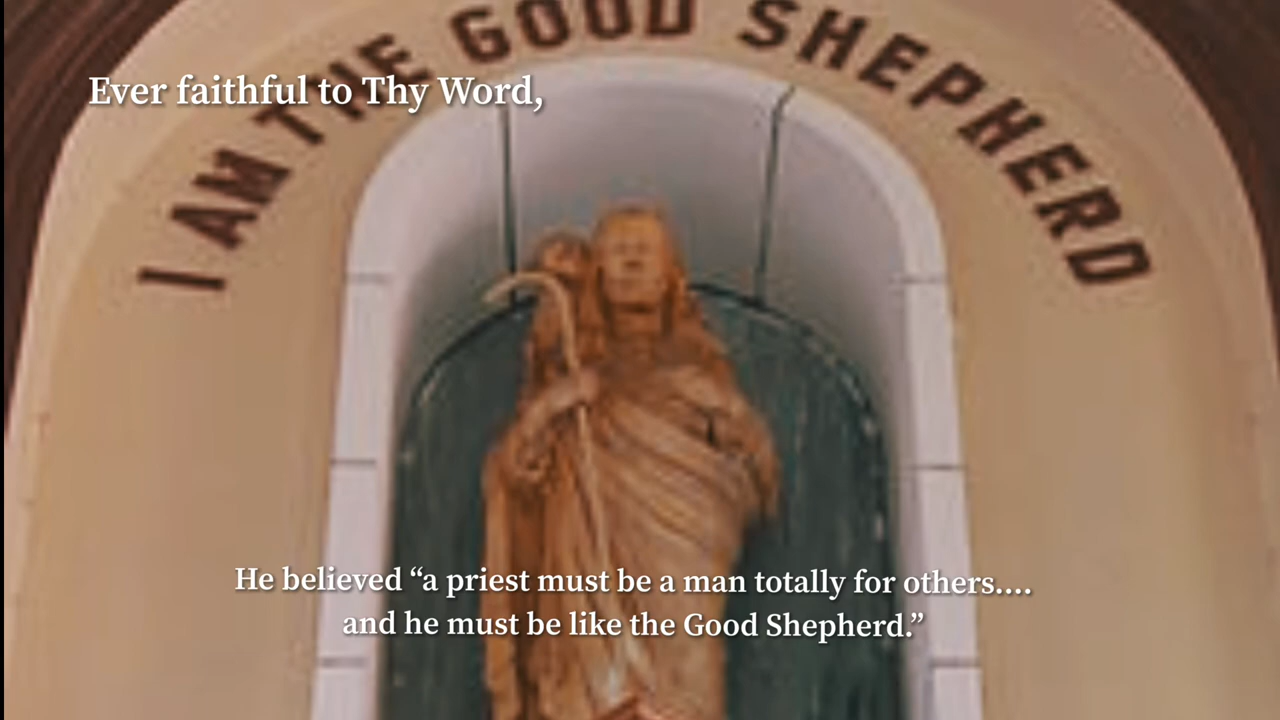 I AM THE GOOD SHEPHERD
Ever faithful to Thy Word,
He believed “a priest must be a man totally for others....
and he must be like the Good Shepherd.”